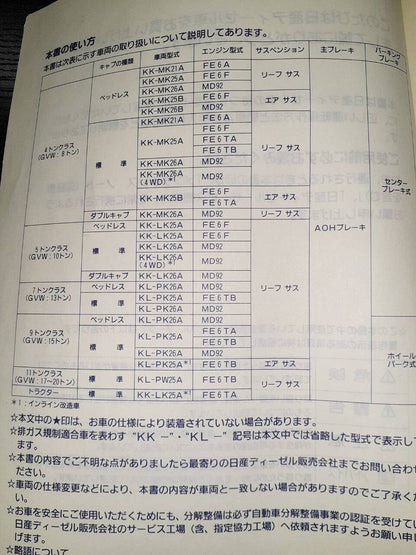 本書の使い方
本書は次表に示す車両の取り扱いについて説明してあります。
キャブの種類 車両型式 エンジン型式 サスペンション 主ブレーキ パーキングブレーキ
4トンクラス
(GVW:8トン)
ベッドレス
KK-MK21A FE6A リーフ サス
KK-MK25A FE6F
KK-MK26A MD92
KK-MK25B FE6F エア サス
KK-MK26B MD92
標準
KK-MK21A FE6A リーフ サス
KK-MK25A FE6F
FE6TA
FE6TB
KK-MK26A MD92
KK-MK26A
(4WD)*1 MD92
KK-MK25B FE6F エア サス
FE6TA
ダブルキャブ KK-MK26A MD92 リーフ サス
センターブレーキ式
AOHブレーキ
5トンクラス
(GVW:10トン)
ベッドレス KK-LK25A FE6F リーフ サス
標準
KK-LK25A FE6F
KK-LK26A MD92
KK-LK26A
(4WD)*1
ダブルキャブ KK-LK26A MD92
7トンクラス
(GVW:13トン)
ベッドレス KL-PK26A MD92
標準 KL-PK25A FE6TB
KL-PK26A MD92
9トンクラス
(GVW:15トン)
標準
KL-PK25A FE6TA
FE6TB
KL-PK26A MD92
KL-PK25A*1 FE6TB エア サス
ホイールパーク式
11トンクラス
(GVW:17~20トン) 標準 KL-PW25A FE6TB リーフ サス
トラクター 標準 KK-LK25A*1 FE6TA
*1:インライン改造車
☆本文中の★印は、お車の仕様により装着されていない場合があります。
☆排ガス規制適合車を表わす "KK -"・"KL -" 記号は本文中では省略した型式で表示して
ます。
☆本書の内容でご不明な点がありましたら最寄りの日産ディーゼル販売会社までお問い合わ
ださい。
☆車両の仕様変更などにより、本書の内容が車両と一致しない場合がありますのでご了承く
い。
☆お車を安全にご使用いただくためにも、分解整備は必ず自動車分解整備事業の認証を受けてい
日産ディーゼル販売会社のサービス工場(含、指定協力工場)へ依頼されますようお願い申
げます。
☆略語について